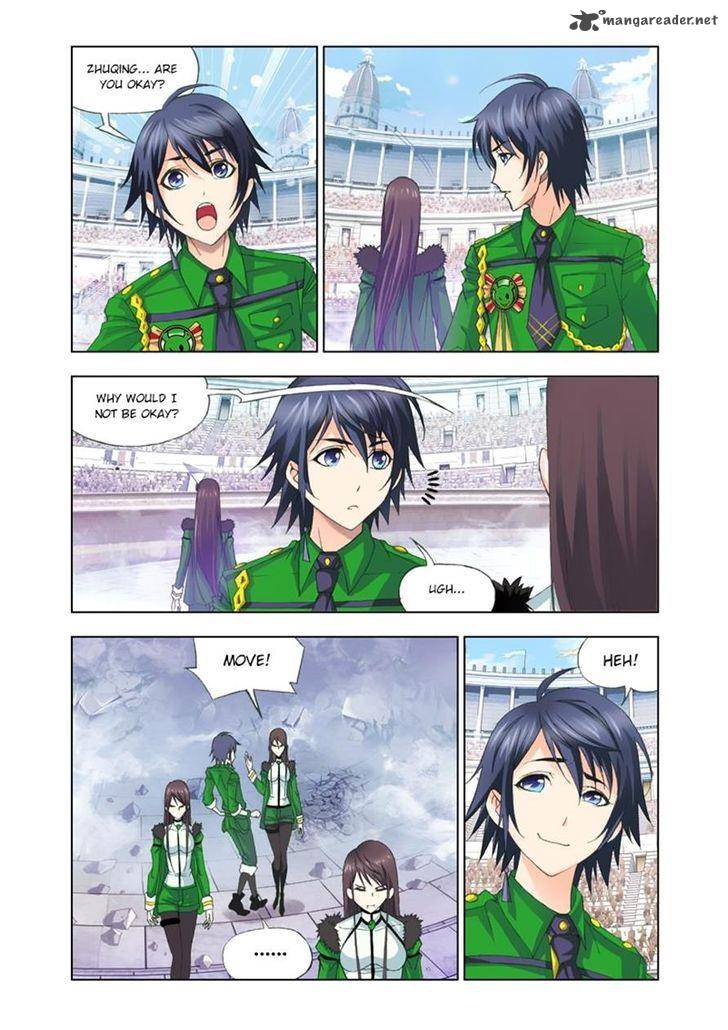 mangareader.net
ZHUQING... ARE
YOU OKAY?
WHY WOULD I
NOT BE OKAY?
UGH...
MOVE!
HEH!
......